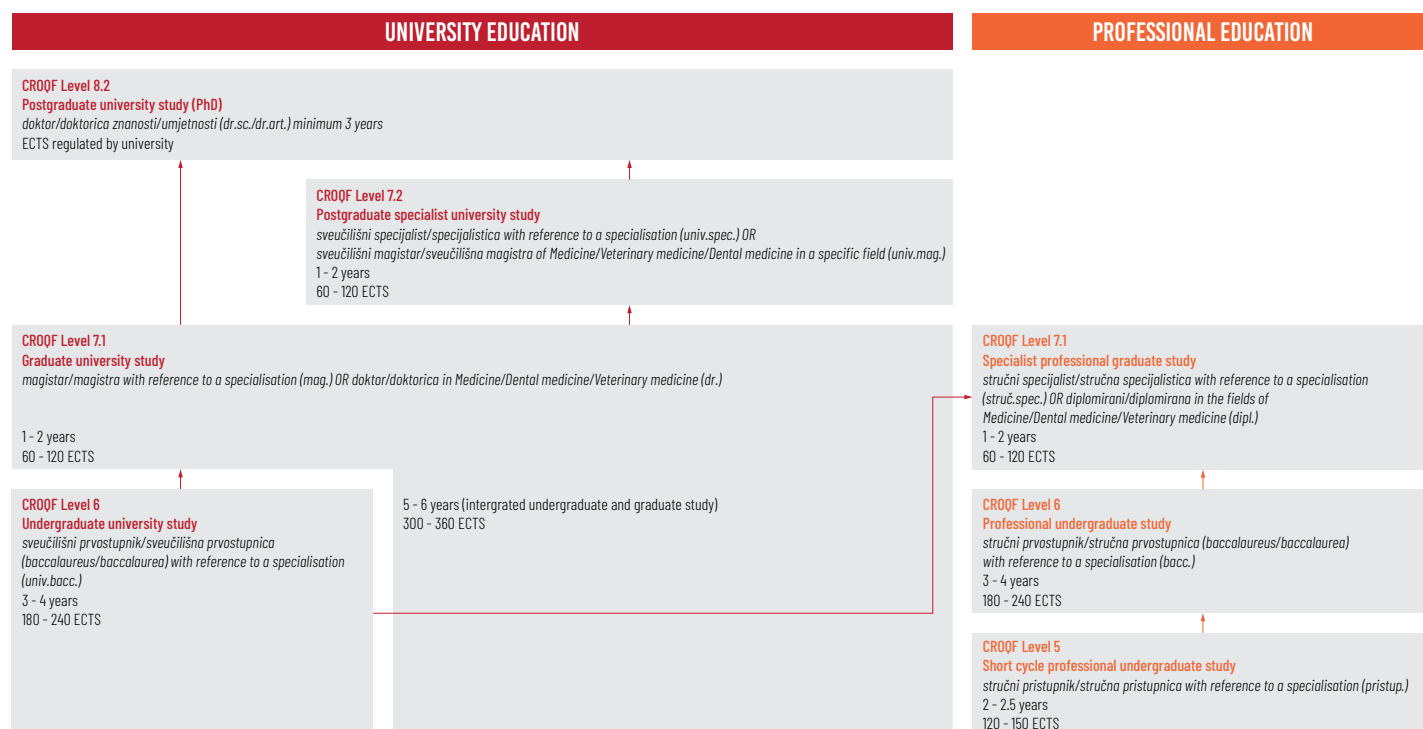 UNIVERSITY EDUCATION
CROQF Level 8.2
Postgraduate university study (PhD)
doktor/doktorica znanosti/umjetnosti (dr.sc./dr.art.) minimum 3 years
ECTS regulated by university
CROQF Level 7.2
Postgraduate specialist university study
sveučilišni specijalist/specijalistica with reference to a specialisation (univ.spec.) OR
sveučilišni magistar/sveučilišna magistra of Medicine/Veterinary medicine/Dental medicine in a specific field (univ.mag.)
1 - 2 years
60 - 120 ECTS
CROQF Level 7.1
Graduate university study
magistar/magistra with reference to a specialisation (mag.) OR doktor/doktorica in Medicine/Dental medicine/Veterinary medicine (dr.)
1 - 2 years
60 - 120 ECTS
5 - 6 years (intergrated undergraduate and graduate study)
300 - 360 ECTS
CROQF Level 6
Undergraduate university study
sveučilišni prvostupnik/sveučilišna prvostupnica
(baccalaureus/baccalaurea) with reference to a specialisation
(univ.bacc.)
3 - 4 years
180 - 240 ECTS
PROFESSIONAL EDUCATION
CROQF Level 7.1
Specialist professional graduate study
stručni specijalist/stručna specijalistica with reference to a specialisation
(struč.spec.) OR diplomirani/diplomirana in the fields of
Medicine/Dental medicine/Veterinary medicine (dipl.)
1 - 2 years
60 - 120 ECTS
CROQF Level 6
Professional undergraduate study
stručni prvostupnik/stručna prvostupnica (baccalaureus/baccalaurea)
with reference to a specialisation (bacc.)
3 - 4 years
180 - 240 ECTS
CROQF Level 5
Short cycle professional undergraduate study
stručni pristupnik/stručna pristupnica with reference to a specialisation (pristup.)
2 - 2.5 years
120 - 150 ECTS